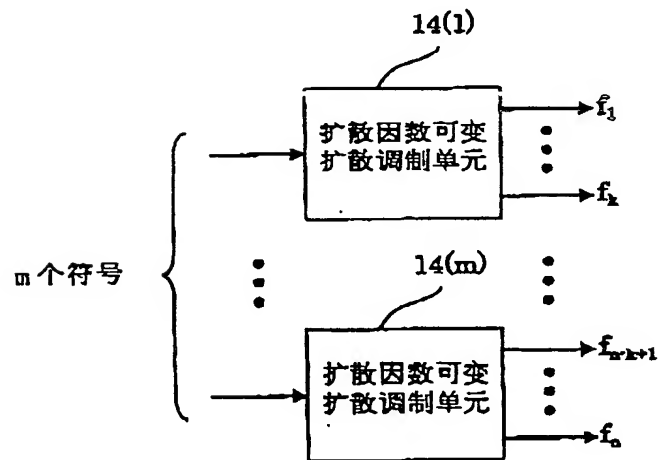 14(1)
扩散因数可变
扩散调制单元
f₁
fₖ
m个符号
14(m)
扩散因数可变
扩散调制单元
fₙ₋ₖ₊₁
fₙ